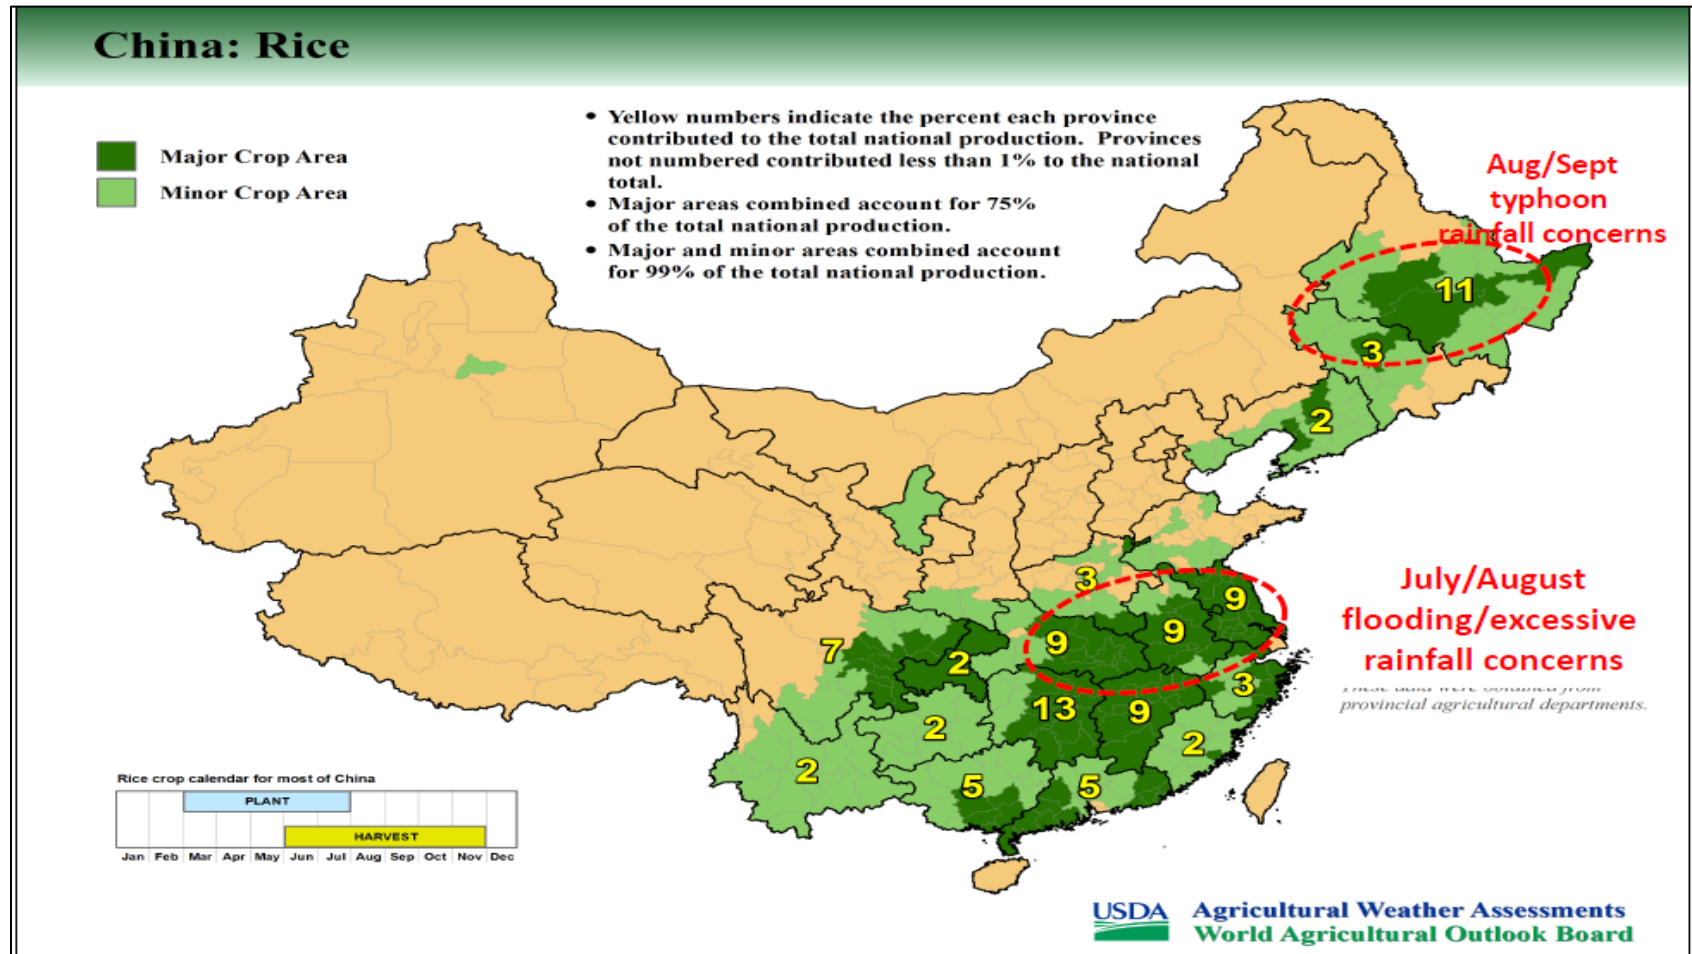 China: Rice
Major Crop Area
Minor Crop Area
• Yellow numbers indicate the percent each province
contributed to the total national production. Provinces
not numbered contributed less than 1% to the national
total.
• Major areas combined account for 75%
of the total national production.
• Major and minor areas combined account
for 99% of the total national production.
Aug/Sept
typhoon
rainfall concerns
11
3
2
3
9
9
9
7
2
13
9
3
2
2
2
5
5
July/August
flooding/excessive
rainfall concerns
These data were obtained from
provincial agricultural departments.
Rice crop calendar for most of China
PLANT
HARVEST
Jan Feb Mar Apr May Jun Jul Aug Sep Oct Nov Dec
USDA
Agricultural Weather Assessments
World Agricultural Outlook Board